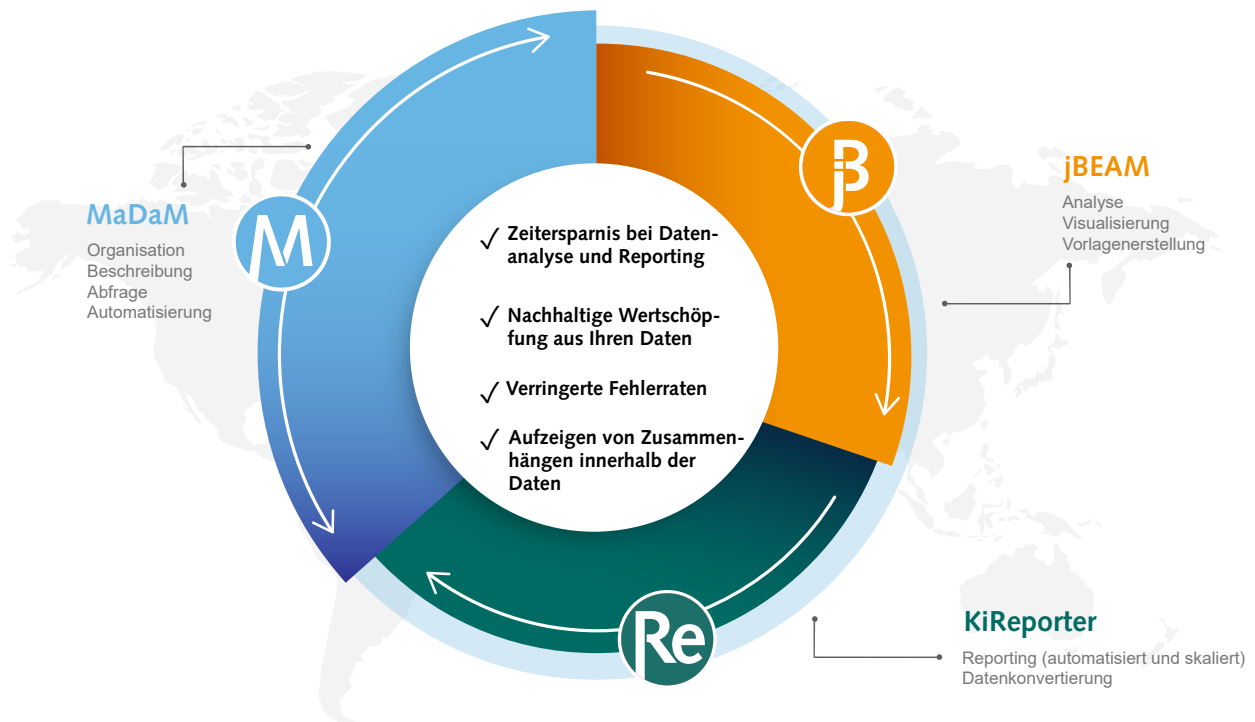 MaDaM
Organisation
Beschreibung
Abfrage
Automatisierung
M
jB
jBEAM
Analyse
Visualisierung
Vorlagenerstellung
✓ Zeitersparnis bei Daten-
analyse und Reporting
✓ Nachhaltige Wertschöp-
fung aus Ihren Daten
✓ Verringerte Fehlerraten
✓ Aufzeigen von Zusammen-
hängen innerhalb der
Daten
Re
KiReporter
Reporting (automatisiert und skaliert)
Datenkonvertierung